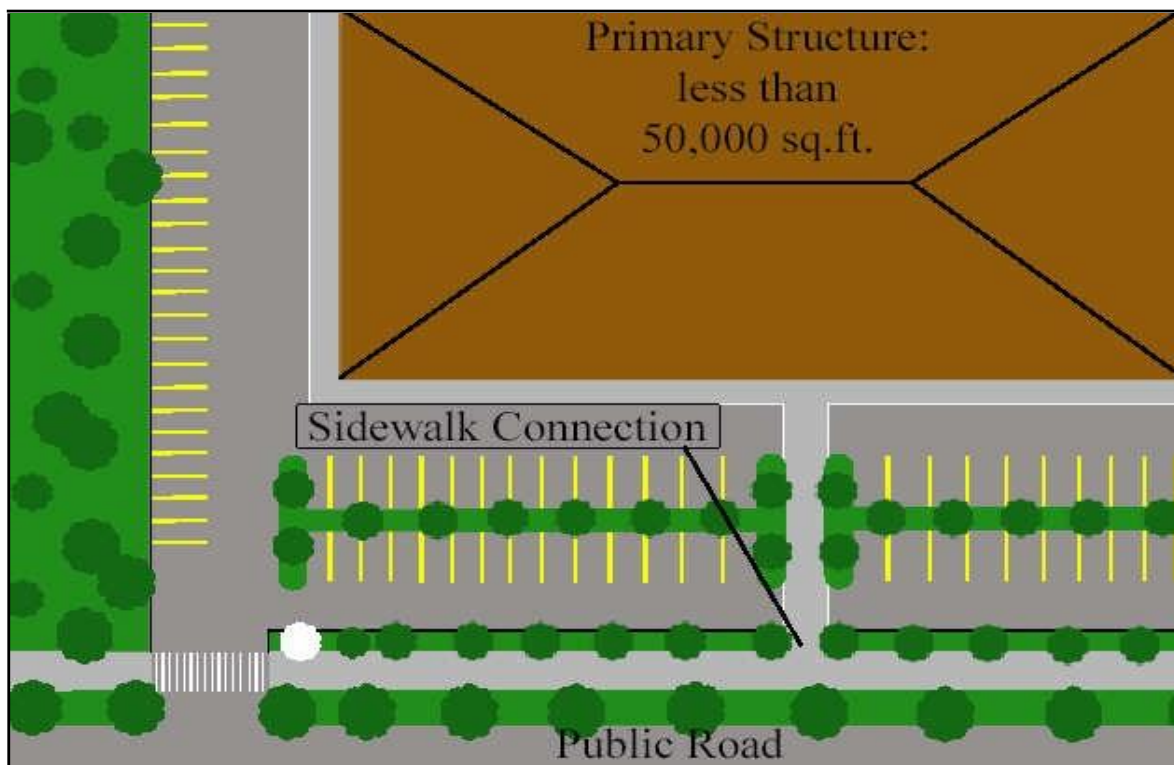 Primary Structure:
less than
50,000 sq.ft.
Sidewalk Connection
Public Road